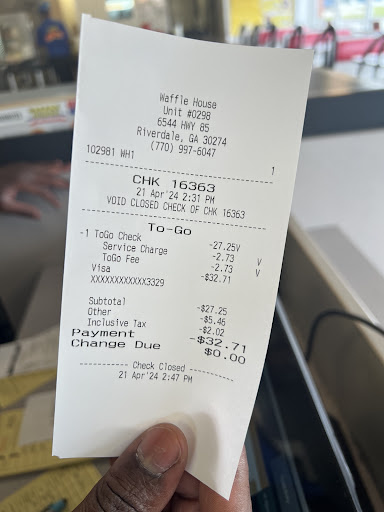 Waffle House
Unit #0298
6544 HWY 85
Riverdale, GA 30274
(770) 997-6047
102981 WH1 1
CHK 16363
21 Apr'24 2:31 PM
VOID CLOSED CHECK OF CHK 16363
To-Go
-1 ToGo Check -27.25V
Service Charge -2.73 V
ToGo Fee -2.73 V
Visa -$32.71
XXXXXXXXXXXX3329
Subtotal -$27.25
Other -$5.46
Inclusive Tax -$2.02
Payment -$32.71
Change Due $0.00
------------ Check Closed ------------
21 Apr'24 2:47 PM